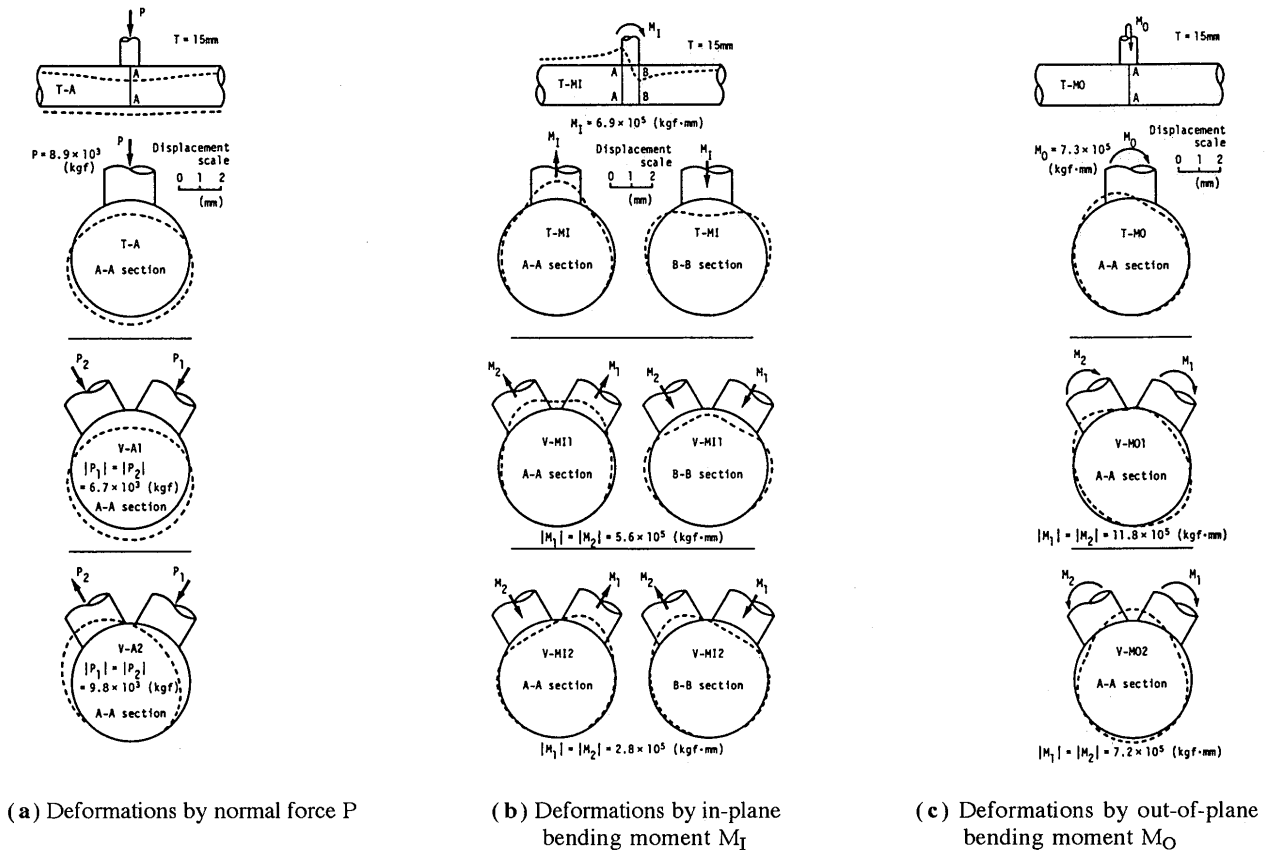 P
T = 15mm
A
T-A
A
P
P = 8.9 × 10³
(kgf)
Displacement
scale
0 1 2
(mm)
T-A
A-A section
P₂ P₁
V-A1
|P₁| = |P₂|
= 6.7 × 10³ (kgf)
A-A section
P₂ P₁
V-A2
|P₁| = |P₂|
= 9.8 × 10³ (kgf)
A-A section
(a) Deformations by normal force P
M_I
T = 15mm
A B
T-MI
A B
M_I = 6.9 × 10⁵ (kgf·mm)
M_I
Displacement
scale
0 1 2
(mm)
M_I
T-MI
A-A section
T-MI
B-B section
M₂ M₁ M₂ M₁
V-MI1
A-A section
V-MI1
B-B section
|M₁| = |M₂| = 5.6 × 10⁵ (kgf·mm)
M₂ M₁ M₂ M₁
V-MI2
A-A section
V-MI2
B-B section
|M₁| = |M₂| = 2.8 × 10⁵ (kgf·mm)
(b) Deformations by in-plane
bending moment M_I
M_O
T = 15mm
A
T-MO
A
M_O = 7.3 × 10⁵
(kgf·mm)
M_O
Displacement
scale
0 1 2
(mm)
T-MO
A-A section
M₂ M₁
V-MO1
A-A section
|M₁| = |M₂| = 11.8 × 10⁵ (kgf·mm)
M₂ M₁
V-MO2
A-A section
|M₁| = |M₂| = 7.2 × 10⁵ (kgf·mm)
(c) Deformations by out-of-plane
bending moment M_O